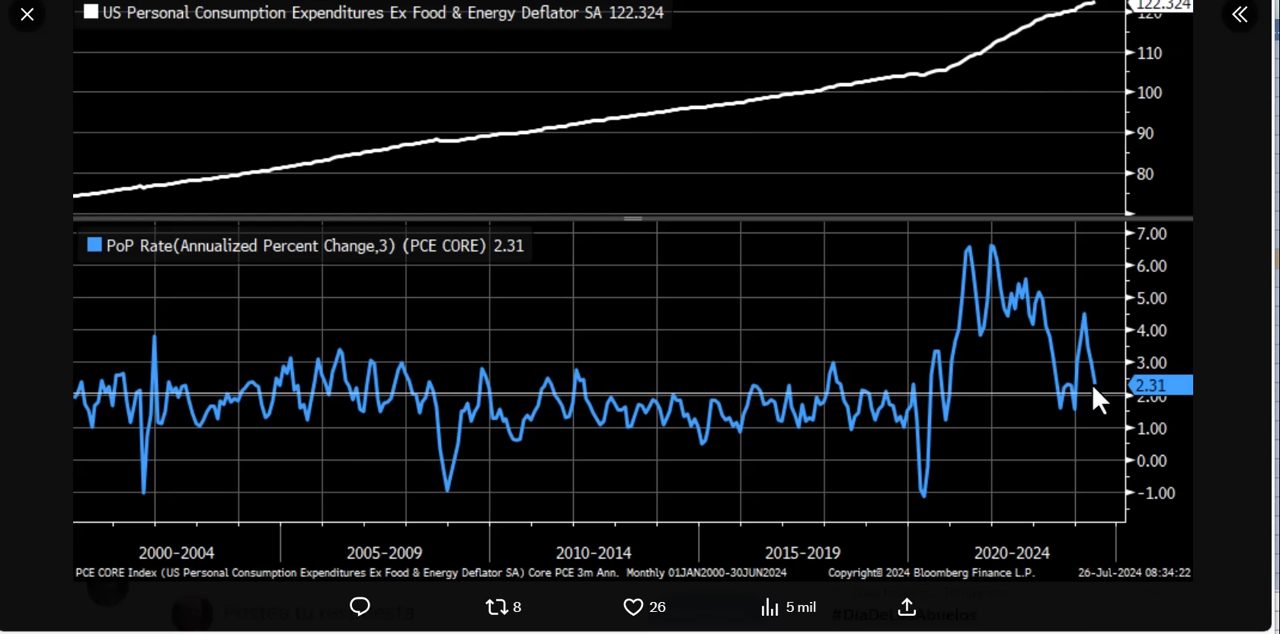 US Personal Consumption Expenditures Ex Food & Energy Deflator SA 122.324
122.324
120
110
100
90
80
PoP Rate(Annualized Percent Change,3) (PCE CORE) 2.31
7.00
6.00
5.00
4.00
3.00
2.31
2.00
1.00
0.00
-1.00
2000-2004 2005-2009 2010-2014 2015-2019 2020-2024
PCE CORE Index (US Personal Consumption Expenditures Ex Food & Energy Deflator SA) Core PCE 3m Ann. Monthly 01JAN2000-30JUN2024 Copyright© 2024 Bloomberg Finance L.P. 26-Jul-2024 08:34:22
8 26 5 mil
Postea tu respuesta